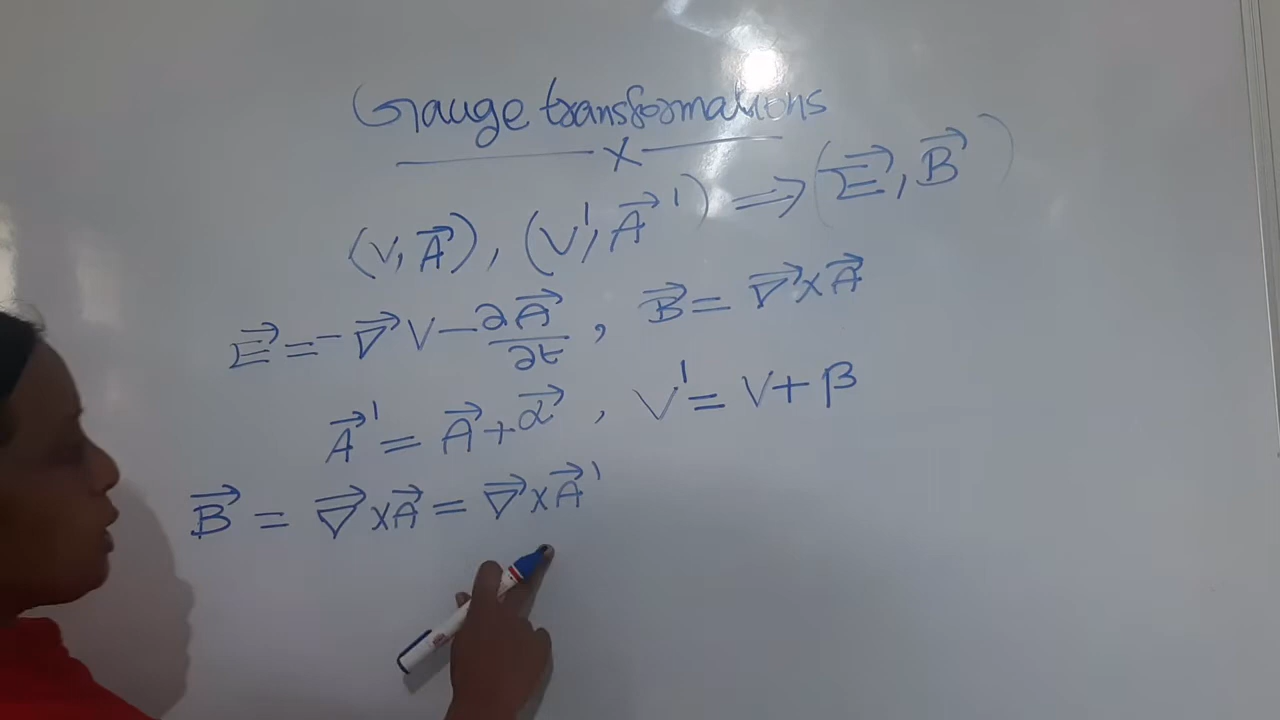 Gauge transformations
x
(V, A⃗), (V', A⃗') ⟹ (E⃗, B⃗)
E⃗ = -∇⃗V - ∂A⃗/∂t, B⃗ = ∇⃗×A⃗
A⃗' = A⃗ + α⃗, V' = V + β
B⃗ = ∇⃗×A⃗ = ∇⃗×A⃗'